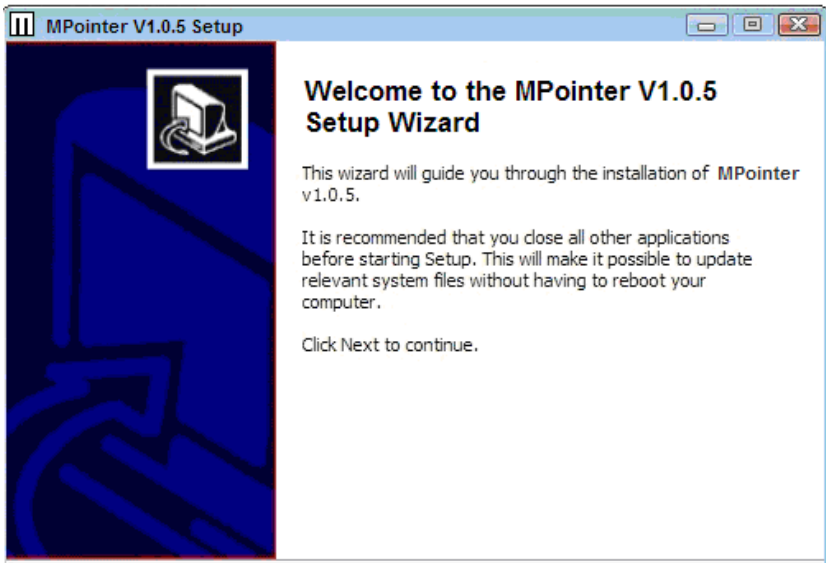 MPointer V1.0.5 Setup
Welcome to the MPointer V1.0.5
Setup Wizard
This wizard will guide you through the installation of MPointer
v1.0.5.
It is recommended that you close all other applications
before starting Setup. This will make it possible to update
relevant system files without having to reboot your
computer.
Click Next to continue.